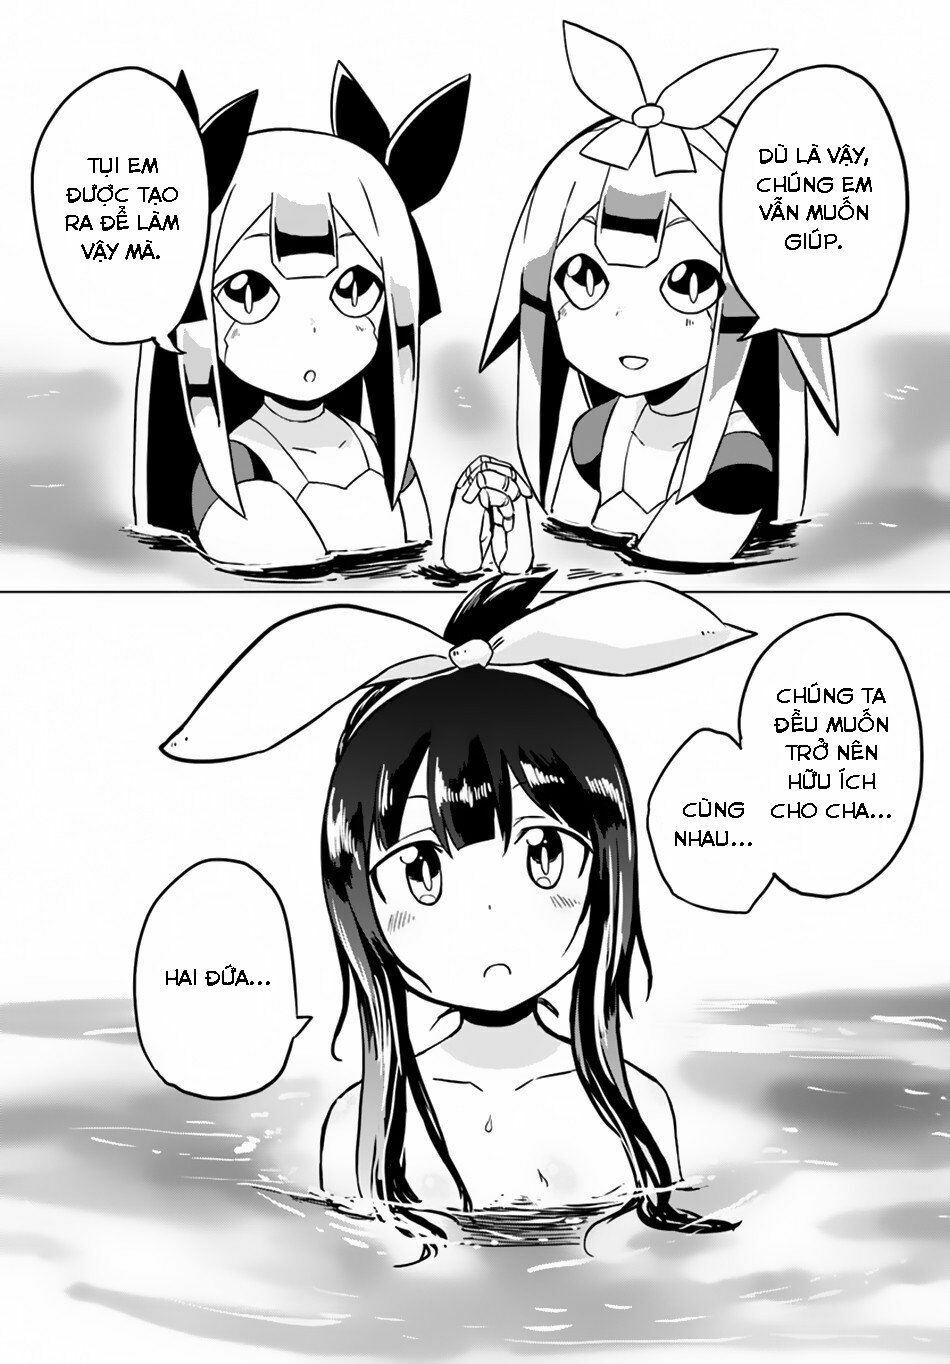 DÙ LÀ VẬY,
CHÚNG EM
VẪN MUỐN
GIÚP.
TỤI EM
ĐƯỢC TẠO
RA ĐỂ LÀM
VẬY MÀ.
CHÚNG TA
ĐỀU MUỐN
TRỞ NÊN
HỮU ÍCH
CHO CHA...
CÙNG
NHAU...
HAI ĐỨA...